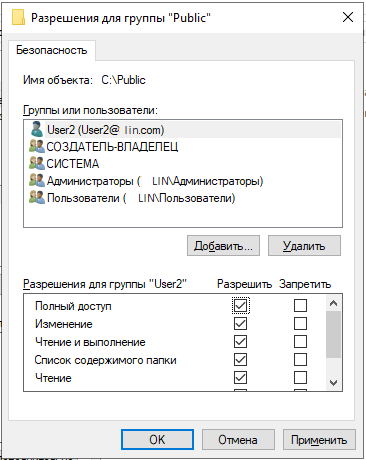 Разрешения для группы "Public"
Безопасность
Имя объекта: C:\Public
Группы или пользователи:
User2 (User2@ lin.com)
СОЗДАТЕЛЬ-ВЛАДЕЛЕЦ
СИСТЕМА
Администраторы ( LIN\Администраторы)
Пользователи ( LIN\Пользователи)
Добавить... Удалить
Разрешения для группы "User2" Разрешить Запретить
Полный доступ
Изменение
Чтение и выполнение
Список содержимого папки
Чтение
ОК Отмена Применить